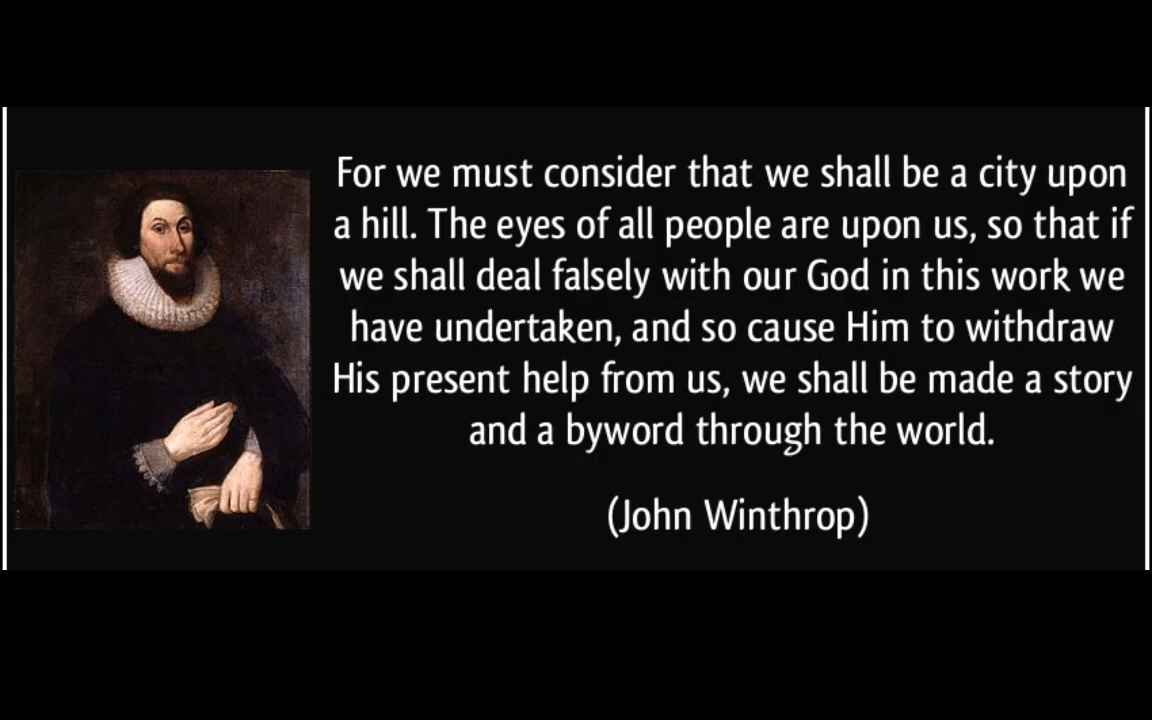 For we must consider that we shall be a city upon
a hill. The eyes of all people are upon us, so that if
we shall deal falsely with our God in this work we
have undertaken, and so cause Him to withdraw
His present help from us, we shall be made a story
and a byword through the world.
(John Winthrop)